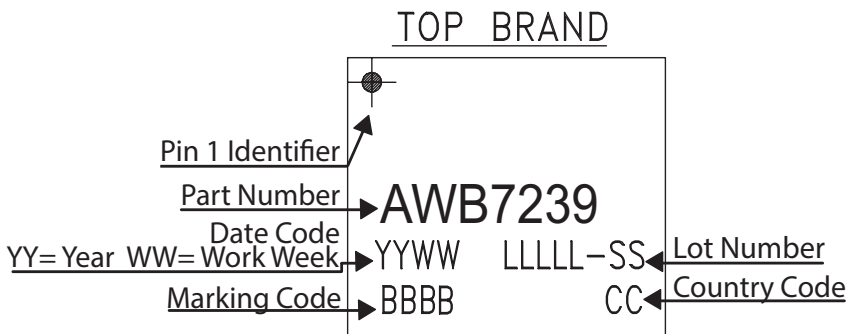 TOP BRAND
Pin 1 Identifier
Part Number AWB7239
Date Code
YY= Year WW= Work Week YYWW LLLLL-SS Lot Number
Marking Code BBBB CC Country Code